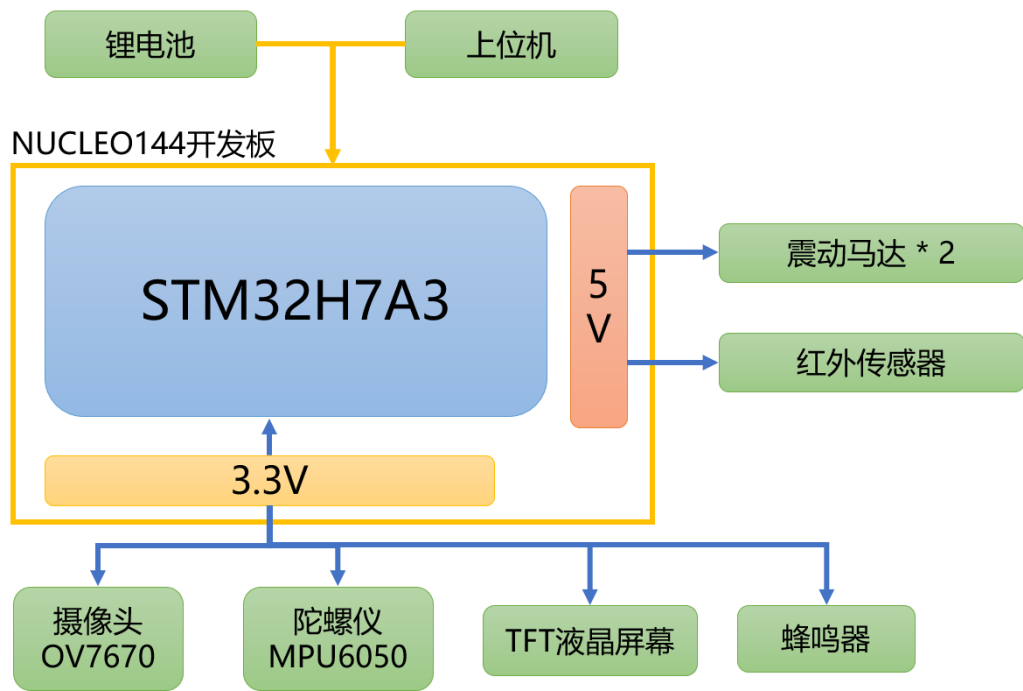 锂电池
上位机
NUCLEO144开发板
STM32H7A3
5
V
震动马达 * 2
红外传感器
3.3V
摄像头
OV7670
陀螺仪
MPU6050
TFT液晶屏幕
蜂鸣器